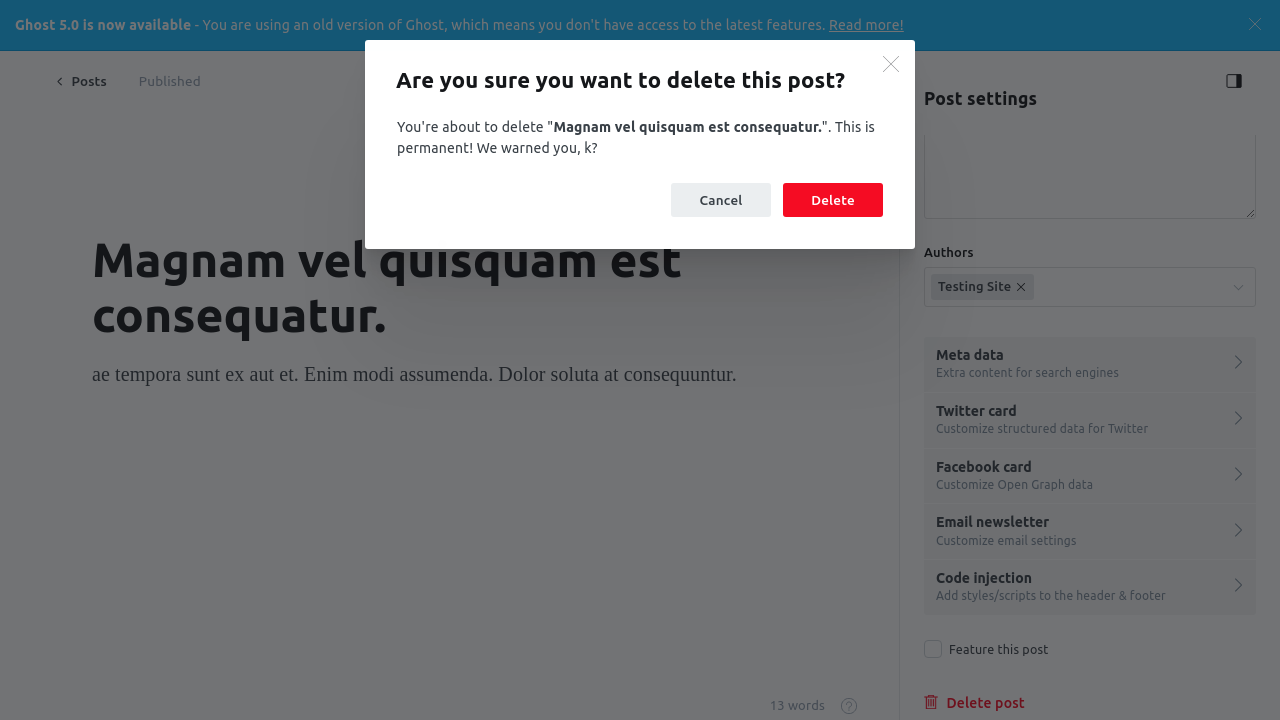 Ghost 5.0 is now available - You are using an old version of Ghost, which means you don't have access to the latest features. Read more!
Posts
Published
Are you sure you want to delete this post?
You're about to delete "Magnam vel quisquam est consequatur.". This is
permanent! We warned you, k?
Cancel
Delete
Magnam vel quisquam est
consequatur.
ae tempora sunt ex aut et. Enim modi assumenda. Dolor soluta at consequuntur.
13 words
?
Post settings
Authors
Testing Site
Meta data
Extra content for search engines
Twitter card
Customize structured data for Twitter
Facebook card
Customize Open Graph data
Email newsletter
Customize email settings
Code injection
Add styles/scripts to the header & footer
Feature this post
Delete post